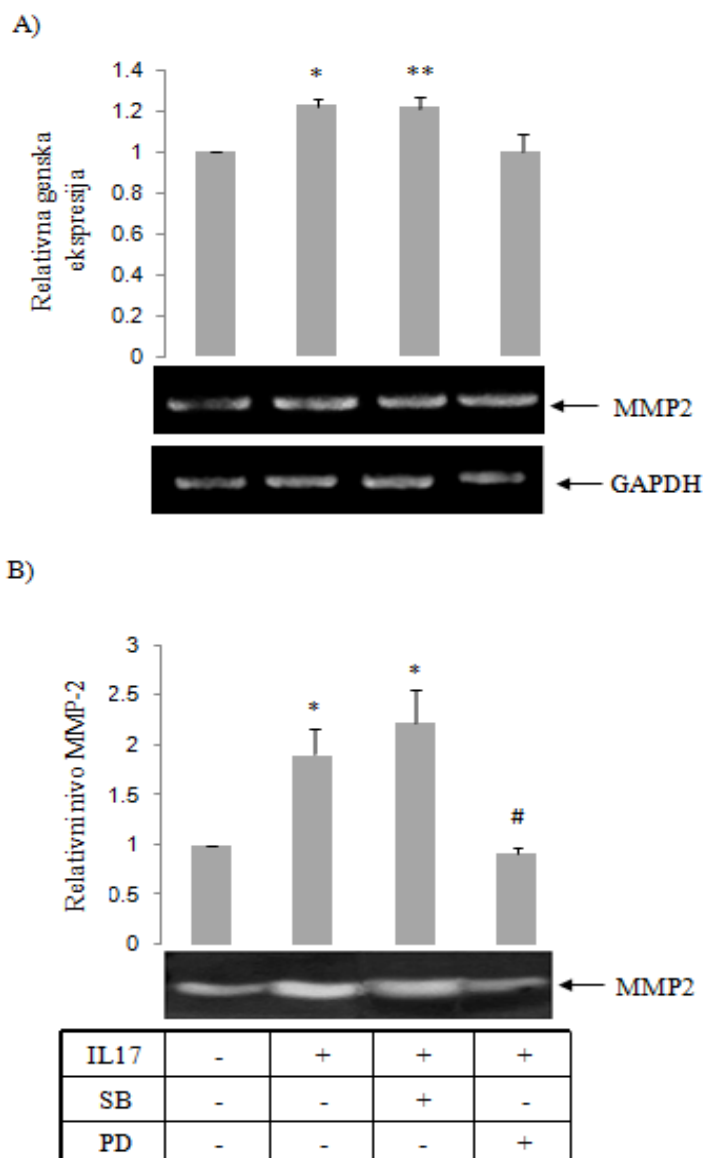 A)
Relativna genska
ekspresija
1.4
1.2
1
0.8
0.6
0.4
0.2
0
*
**
MMP2
GAPDH
B)
Relativni nivo MMP-2
3
2.5
2
1.5
1
0.5
0
*
*
#
MMP2
IL17 - + + +
SB - - + -
PD - - - +